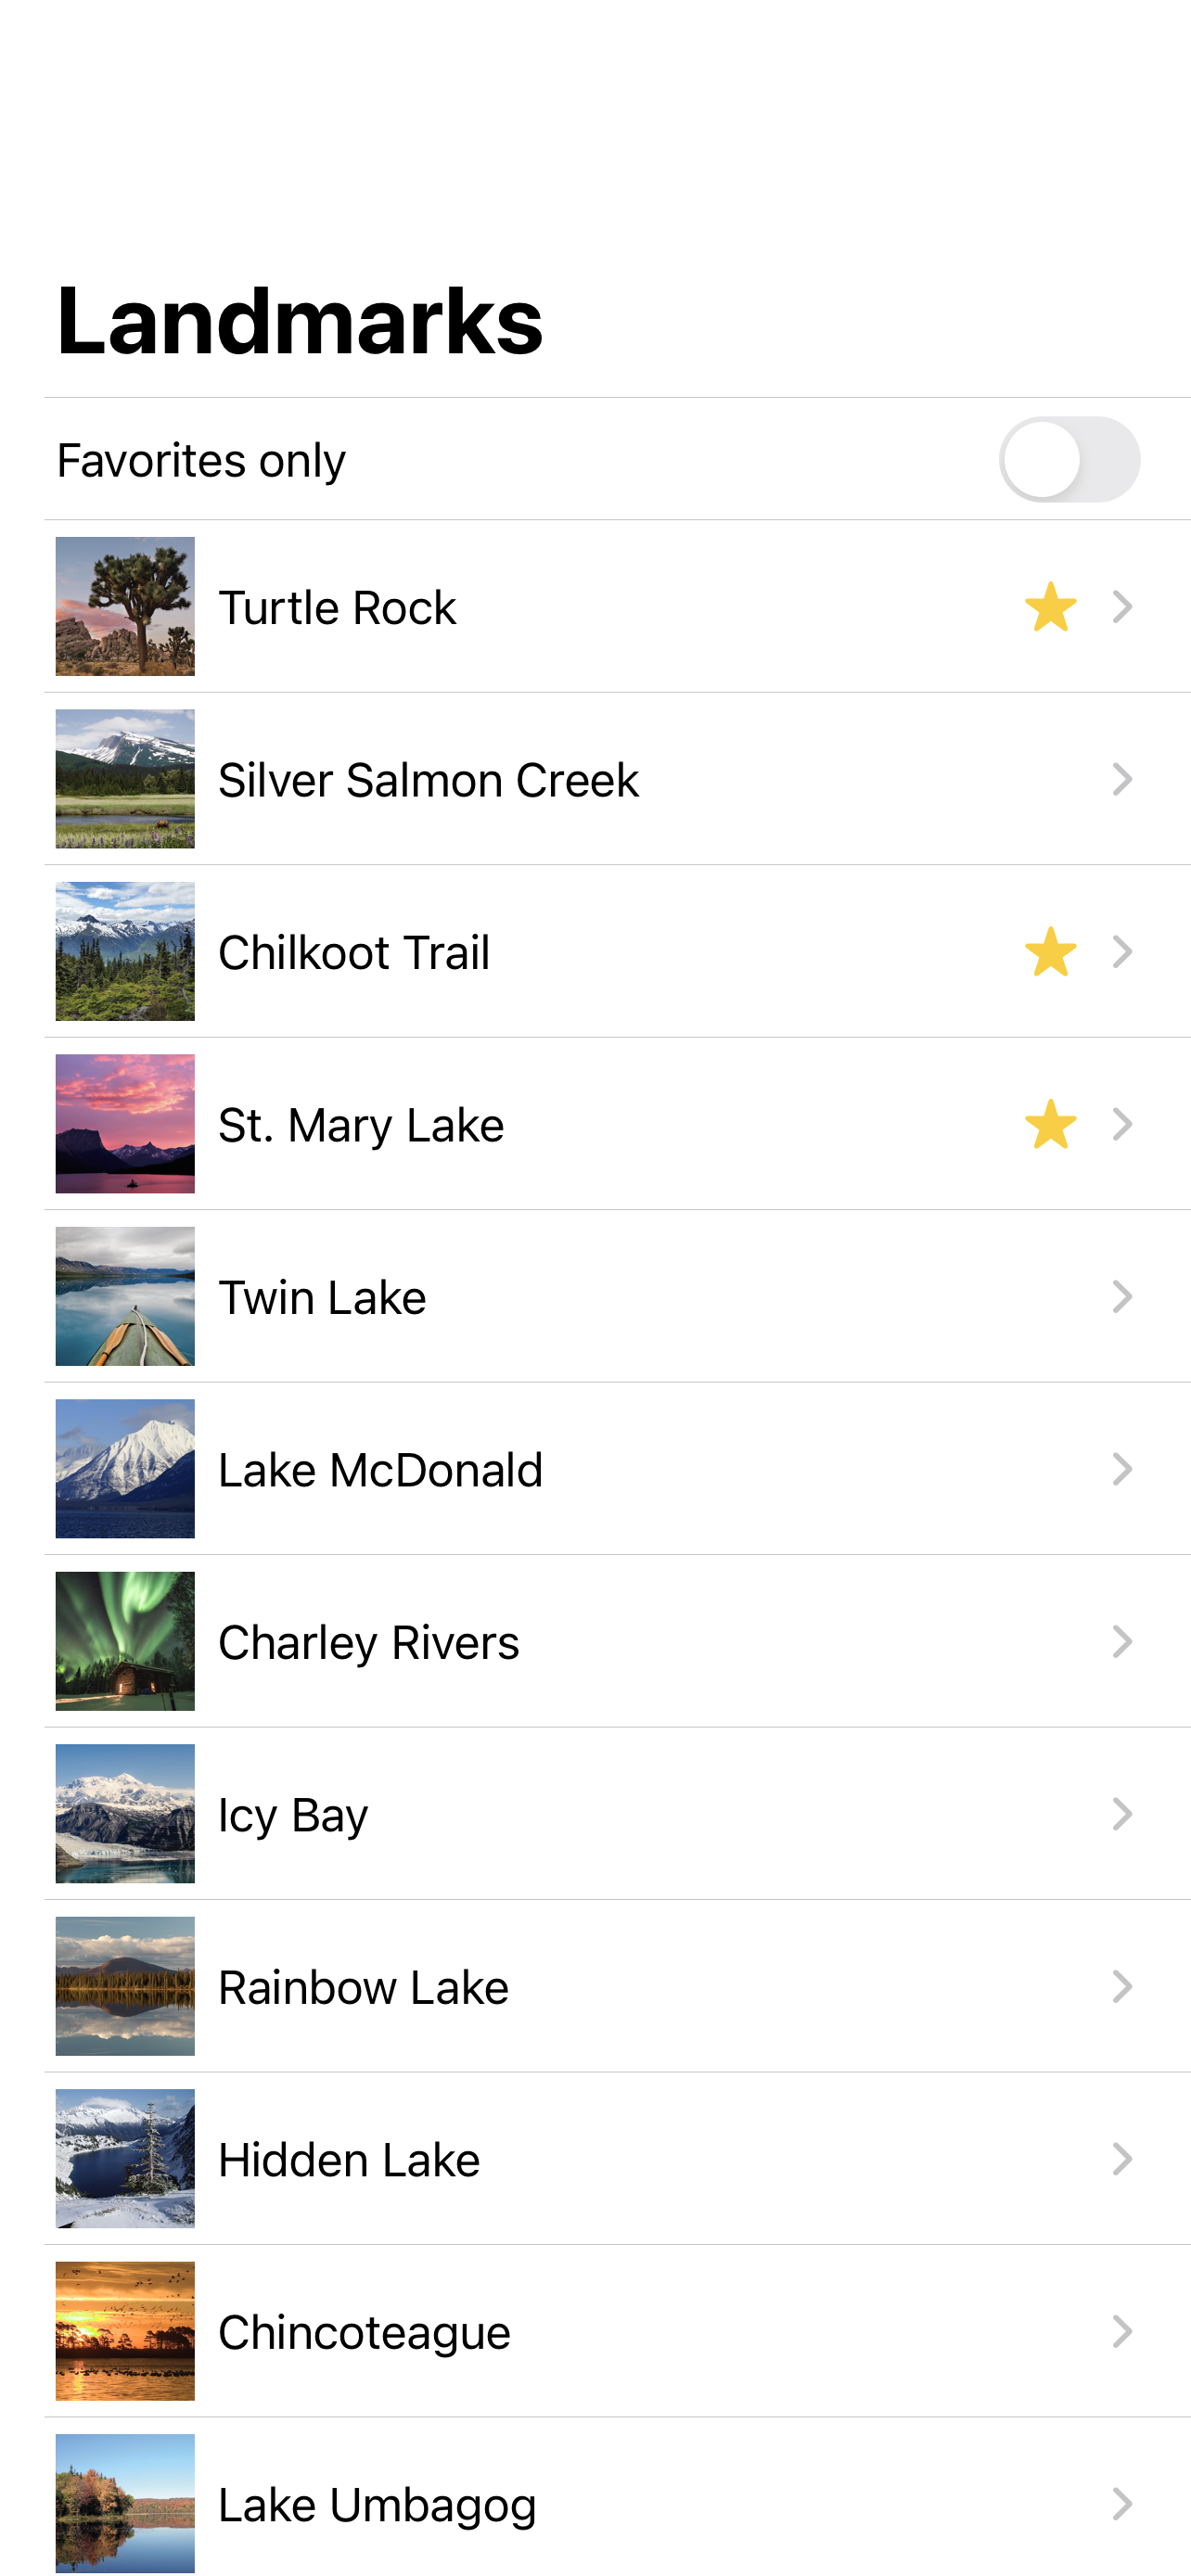 Landmarks
Favorites only
Turtle Rock
Silver Salmon Creek
Chilkoot Trail
St. Mary Lake
Twin Lake
Lake McDonald
Charley Rivers
Icy Bay
Rainbow Lake
Hidden Lake
Chincoteague
Lake Umbagog